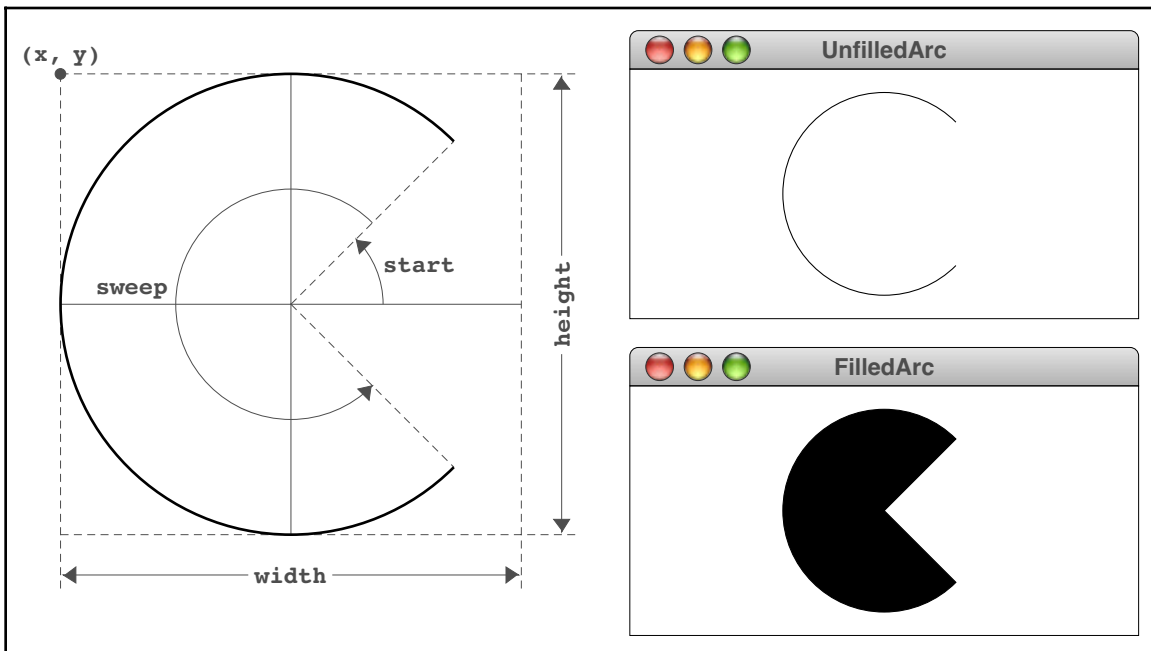 (x, y)
start
sweep
height
width
UnfilledArc
FilledArc